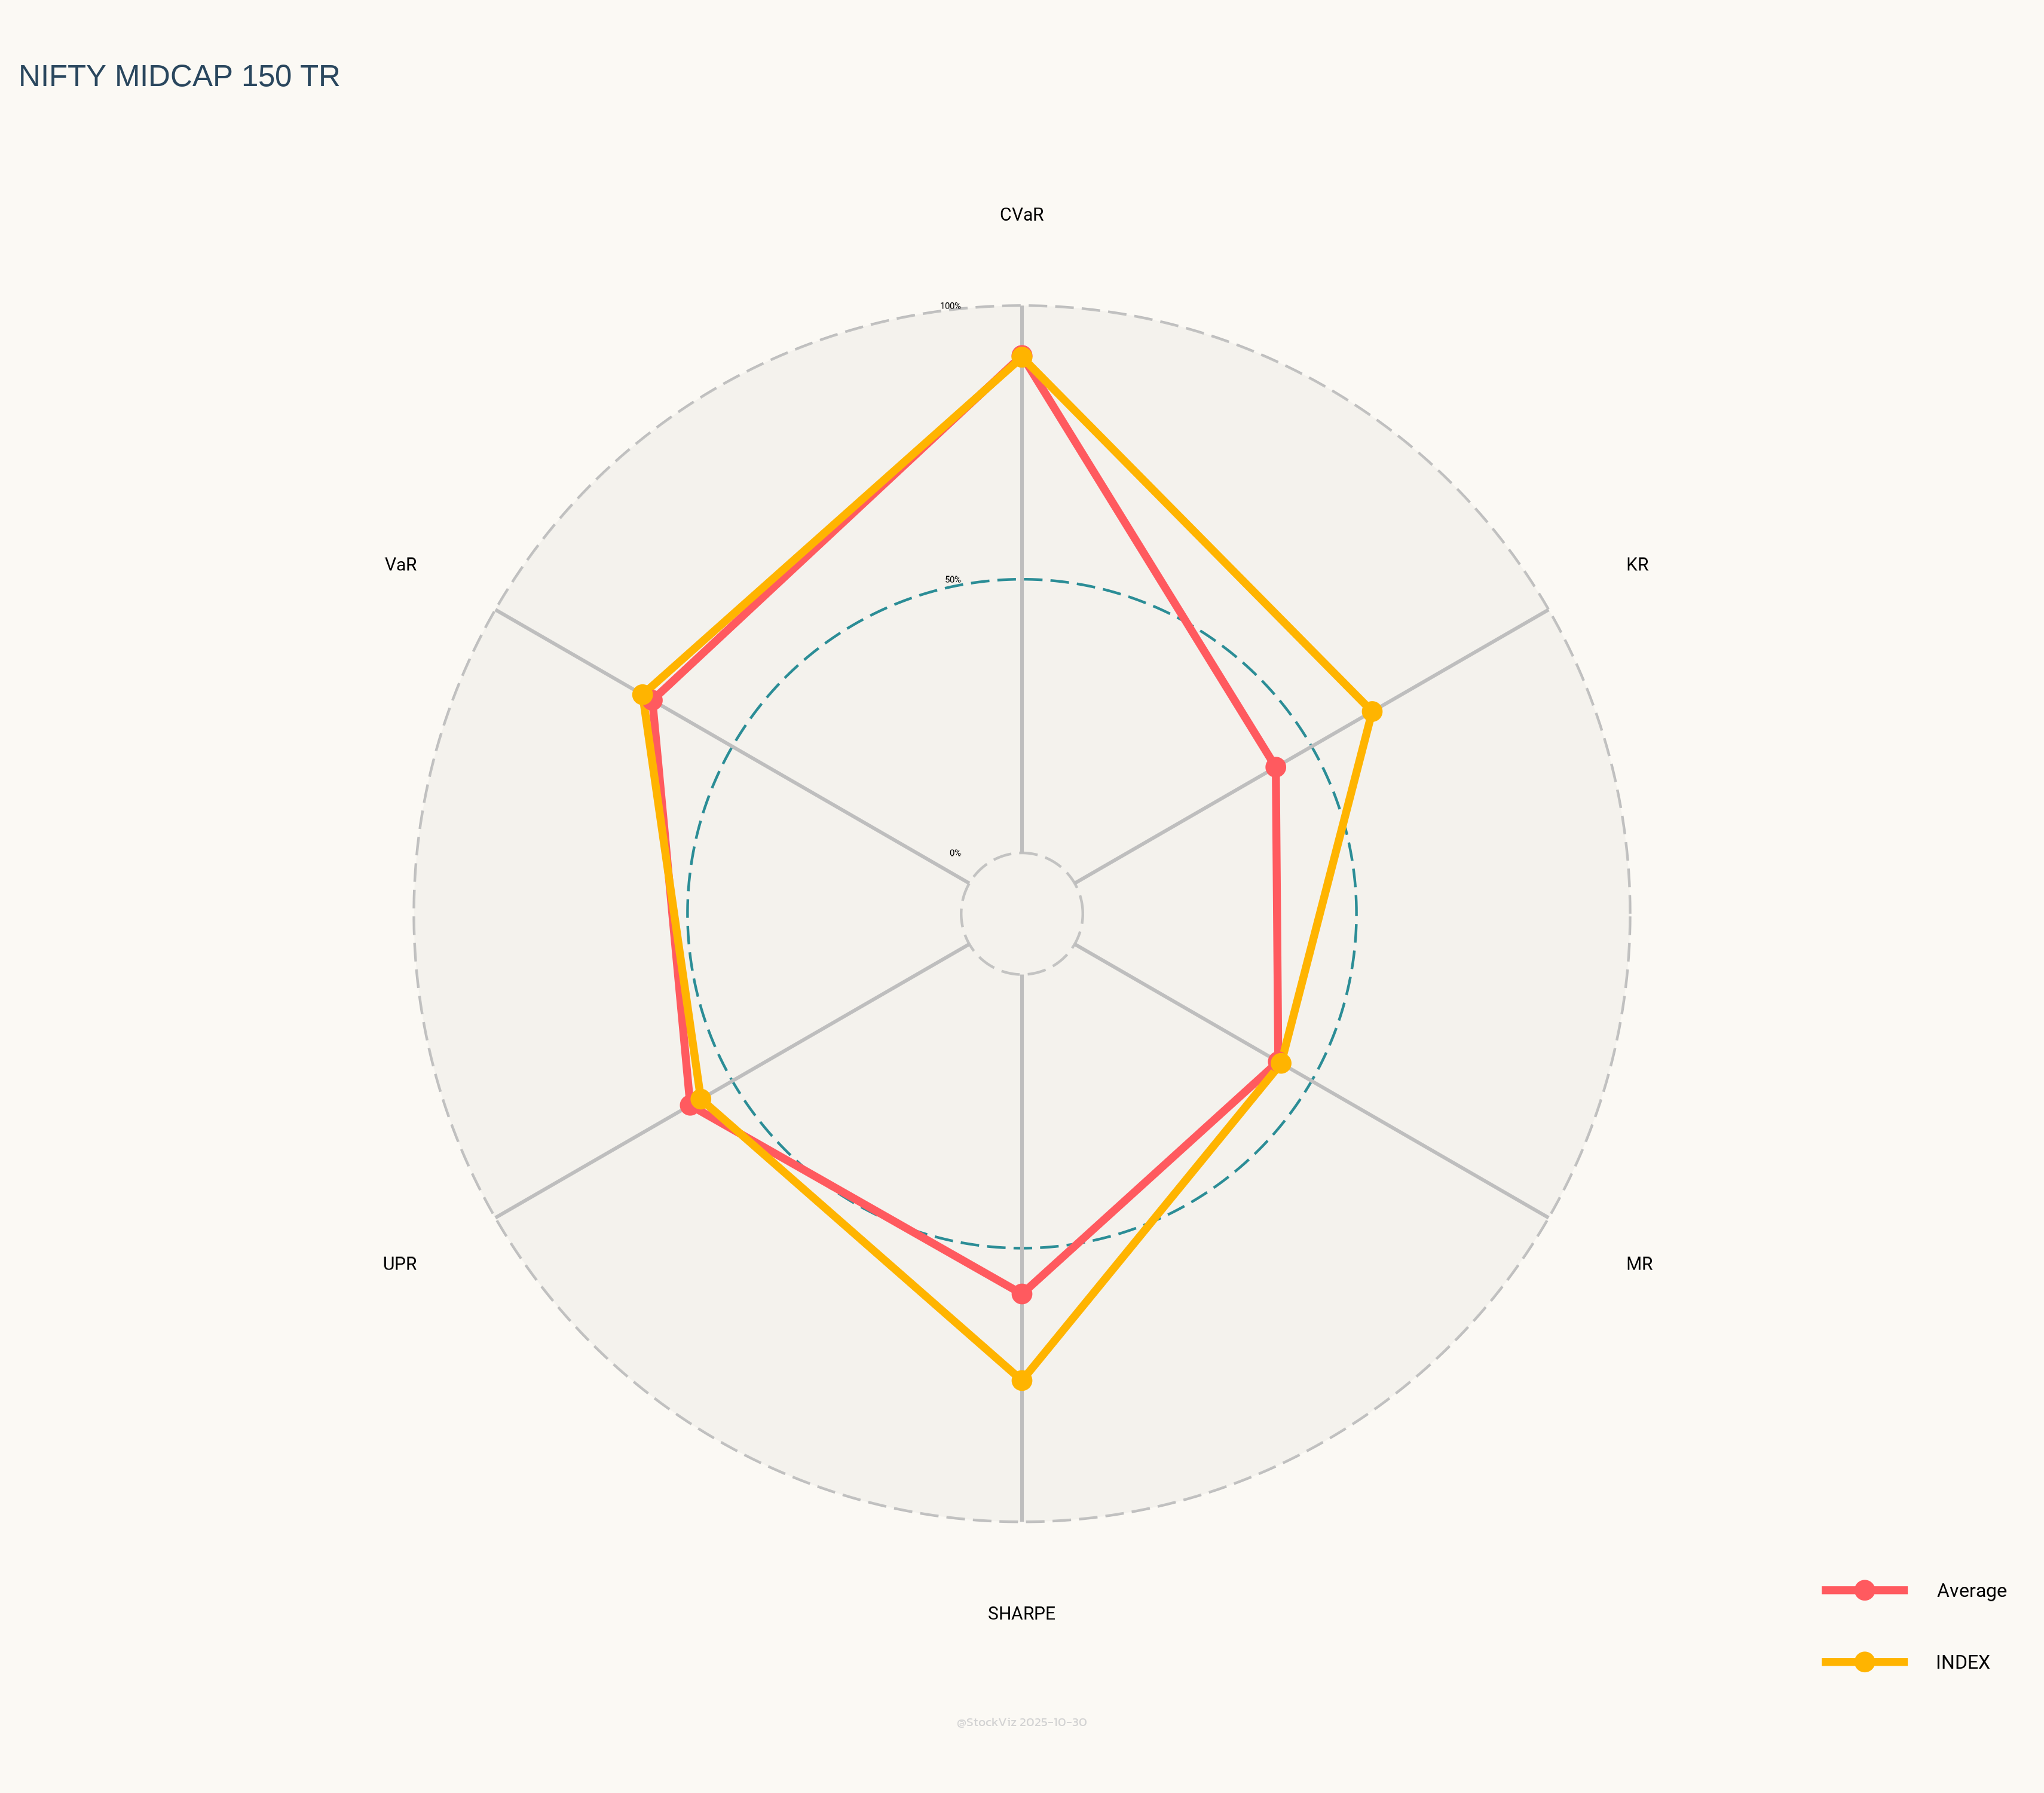 NIFTY MIDCAP 150 TR
CVaR
100%
VaR
KR
50%
0%
UPR
MR
SHARPE
Average
INDEX
@StockViz 2025-10-30